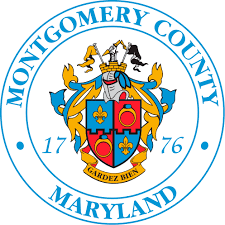 MONTGOMERY COUNTY
17 76
GARDEZ BIEN
MARYLAND